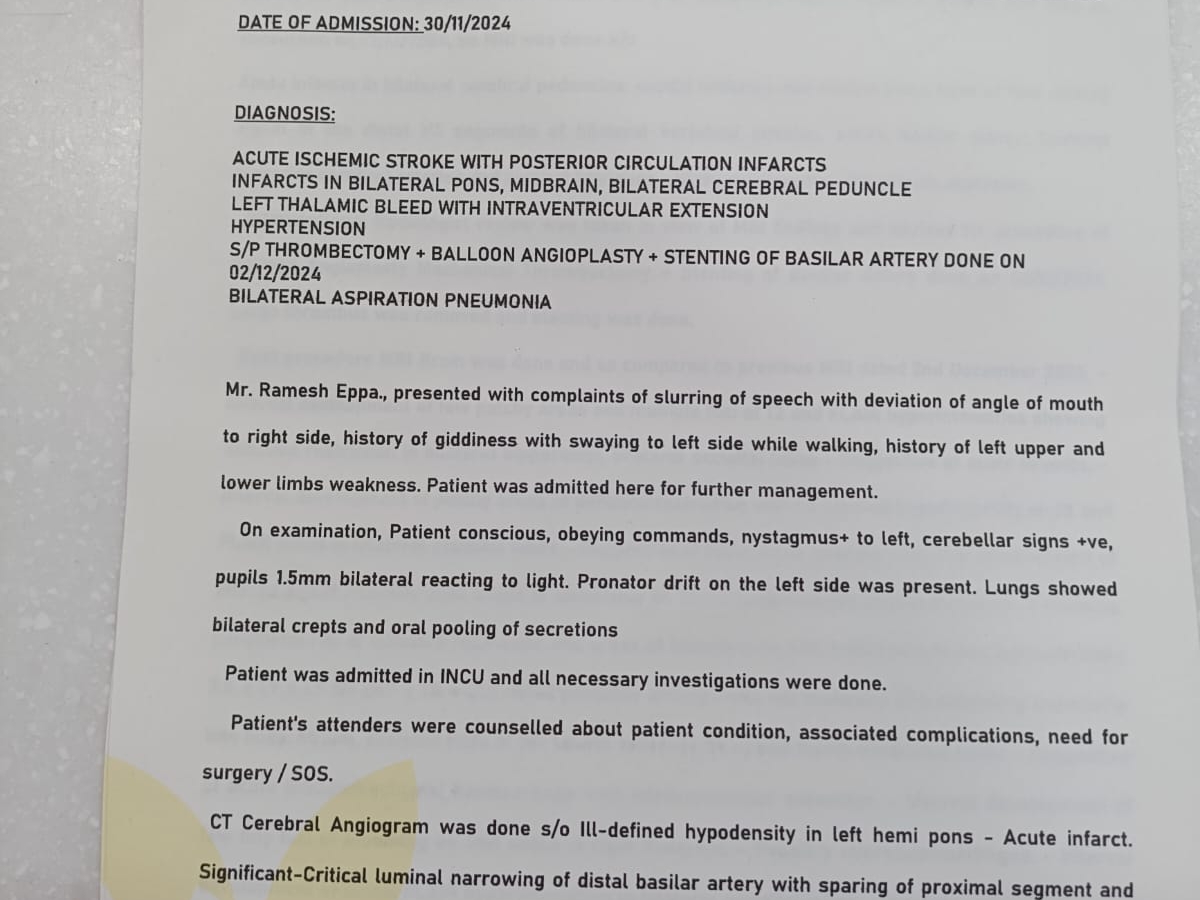 DATE OF ADMISSION: 30/11/2024
DIAGNOSIS:
ACUTE ISCHEMIC STROKE WITH POSTERIOR CIRCULATION INFARCTS
INFARCTS IN BILATERAL PONS, MIDBRAIN, BILATERAL CEREBRAL PEDUNCLE
LEFT THALAMIC BLEED WITH INTRAVENTRICULAR EXTENSION
HYPERTENSION
S/P THROMBECTOMY + BALLOON ANGIOPLASTY + STENTING OF BASILAR ARTERY DONE ON
02/12/2024
BILATERAL ASPIRATION PNEUMONIA
Mr. Ramesh Eppa., presented with complaints of slurring of speech with deviation of angle of mouth
to right side, history of giddiness with swaying to left side while walking, history of left upper and
lower limbs weakness. Patient was admitted here for further management.
On examination, Patient conscious, obeying commands, nystagmus+ to left, cerebellar signs +ve,
pupils 1.5mm bilateral reacting to light. Pronator drift on the left side was present. Lungs showed
bilateral crepts and oral pooling of secretions
Patient was admitted in INCU and all necessary investigations were done.
Patient's attenders were counselled about patient condition, associated complications, need for
surgery / SOS.
CT Cerebral Angiogram was done s/o Ill-defined hypodensity in left hemi pons - Acute infarct.
Significant-Critical luminal narrowing of distal basilar artery with sparing of proximal segment and